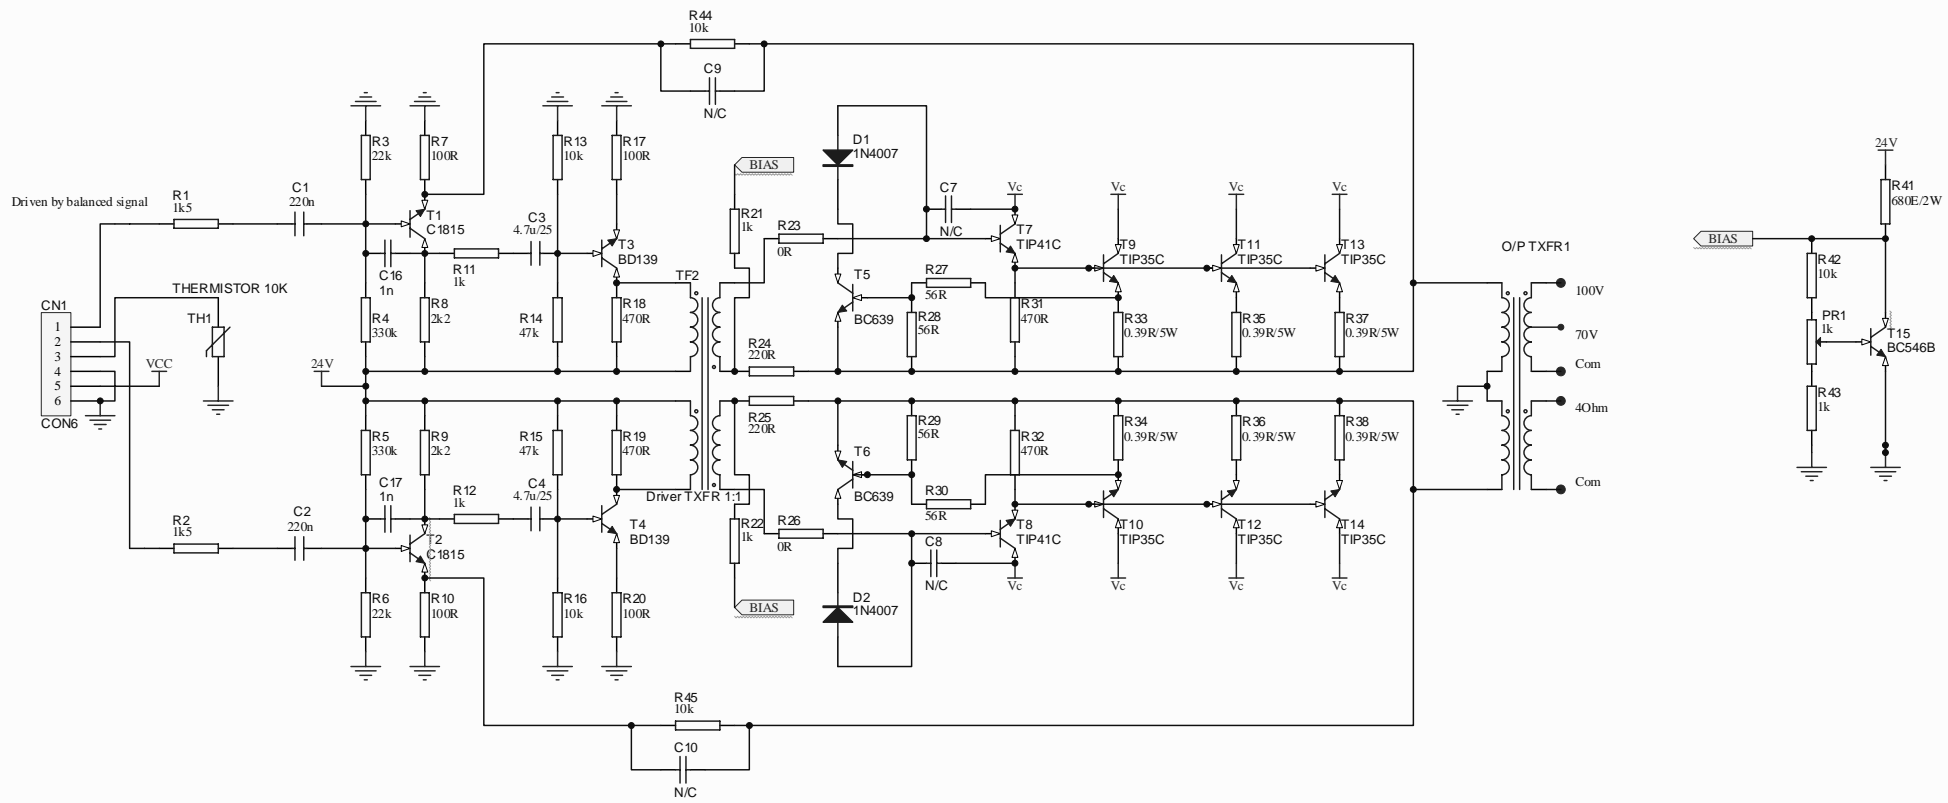 R44
10k
C9
N/C
R3
22k
R7
100R
R13
10k
R17
100R
D1
1N4007
BIAS
24V
R41
680E/2W
Driven by balanced signal
R1
1k5
C1
220n
T1
C1815
C3
4.7u/25
T3
BD139
R21
1k
R23
0R
C7
N/C
Vc
Vc
Vc
Vc
T7
TIP41C
T9
TIP35C
T11
TIP35C
T13
TIP35C
O/P TXFR1
BIAS
R42
10k
C16
1n
R11
1k
TF2
T5
BC639
R27
56R
R28
56R
R31
470R
R33
0.39R/5W
R35
0.39R/5W
R37
0.39R/5W
100V
70V
Com
4Ohm
Com
PR1
1k
T15
BC546B
R43
1k
THERMISTOR 10K
TH1
CN1
1
2
3
4
5
6
CON6
VCC
24V
R4
330k
R8
2k2
R14
47k
R18
470R
R24
220R
R25
220R
R5
330k
R9
2k2
R15
47k
R19
470R
R29
56R
R32
470R
R34
0.39R/5W
R36
0.39R/5W
R38
0.39R/5W
T6
BC639
R30
56R
C17
1n
R12
1k
C4
4.7u/25
Driver TXFR 1:1
R2
1k5
C2
220n
T2
C1815
T4
BD139
R22
1k
R26
0R
T8
TIP41C
T10
TIP35C
T12
TIP35C
T14
TIP35C
C8
N/C
Vc
Vc
Vc
Vc
R6
22k
R10
100R
R16
10k
R20
100R
BIAS
D2
1N4007
R45
10k
C10
N/C